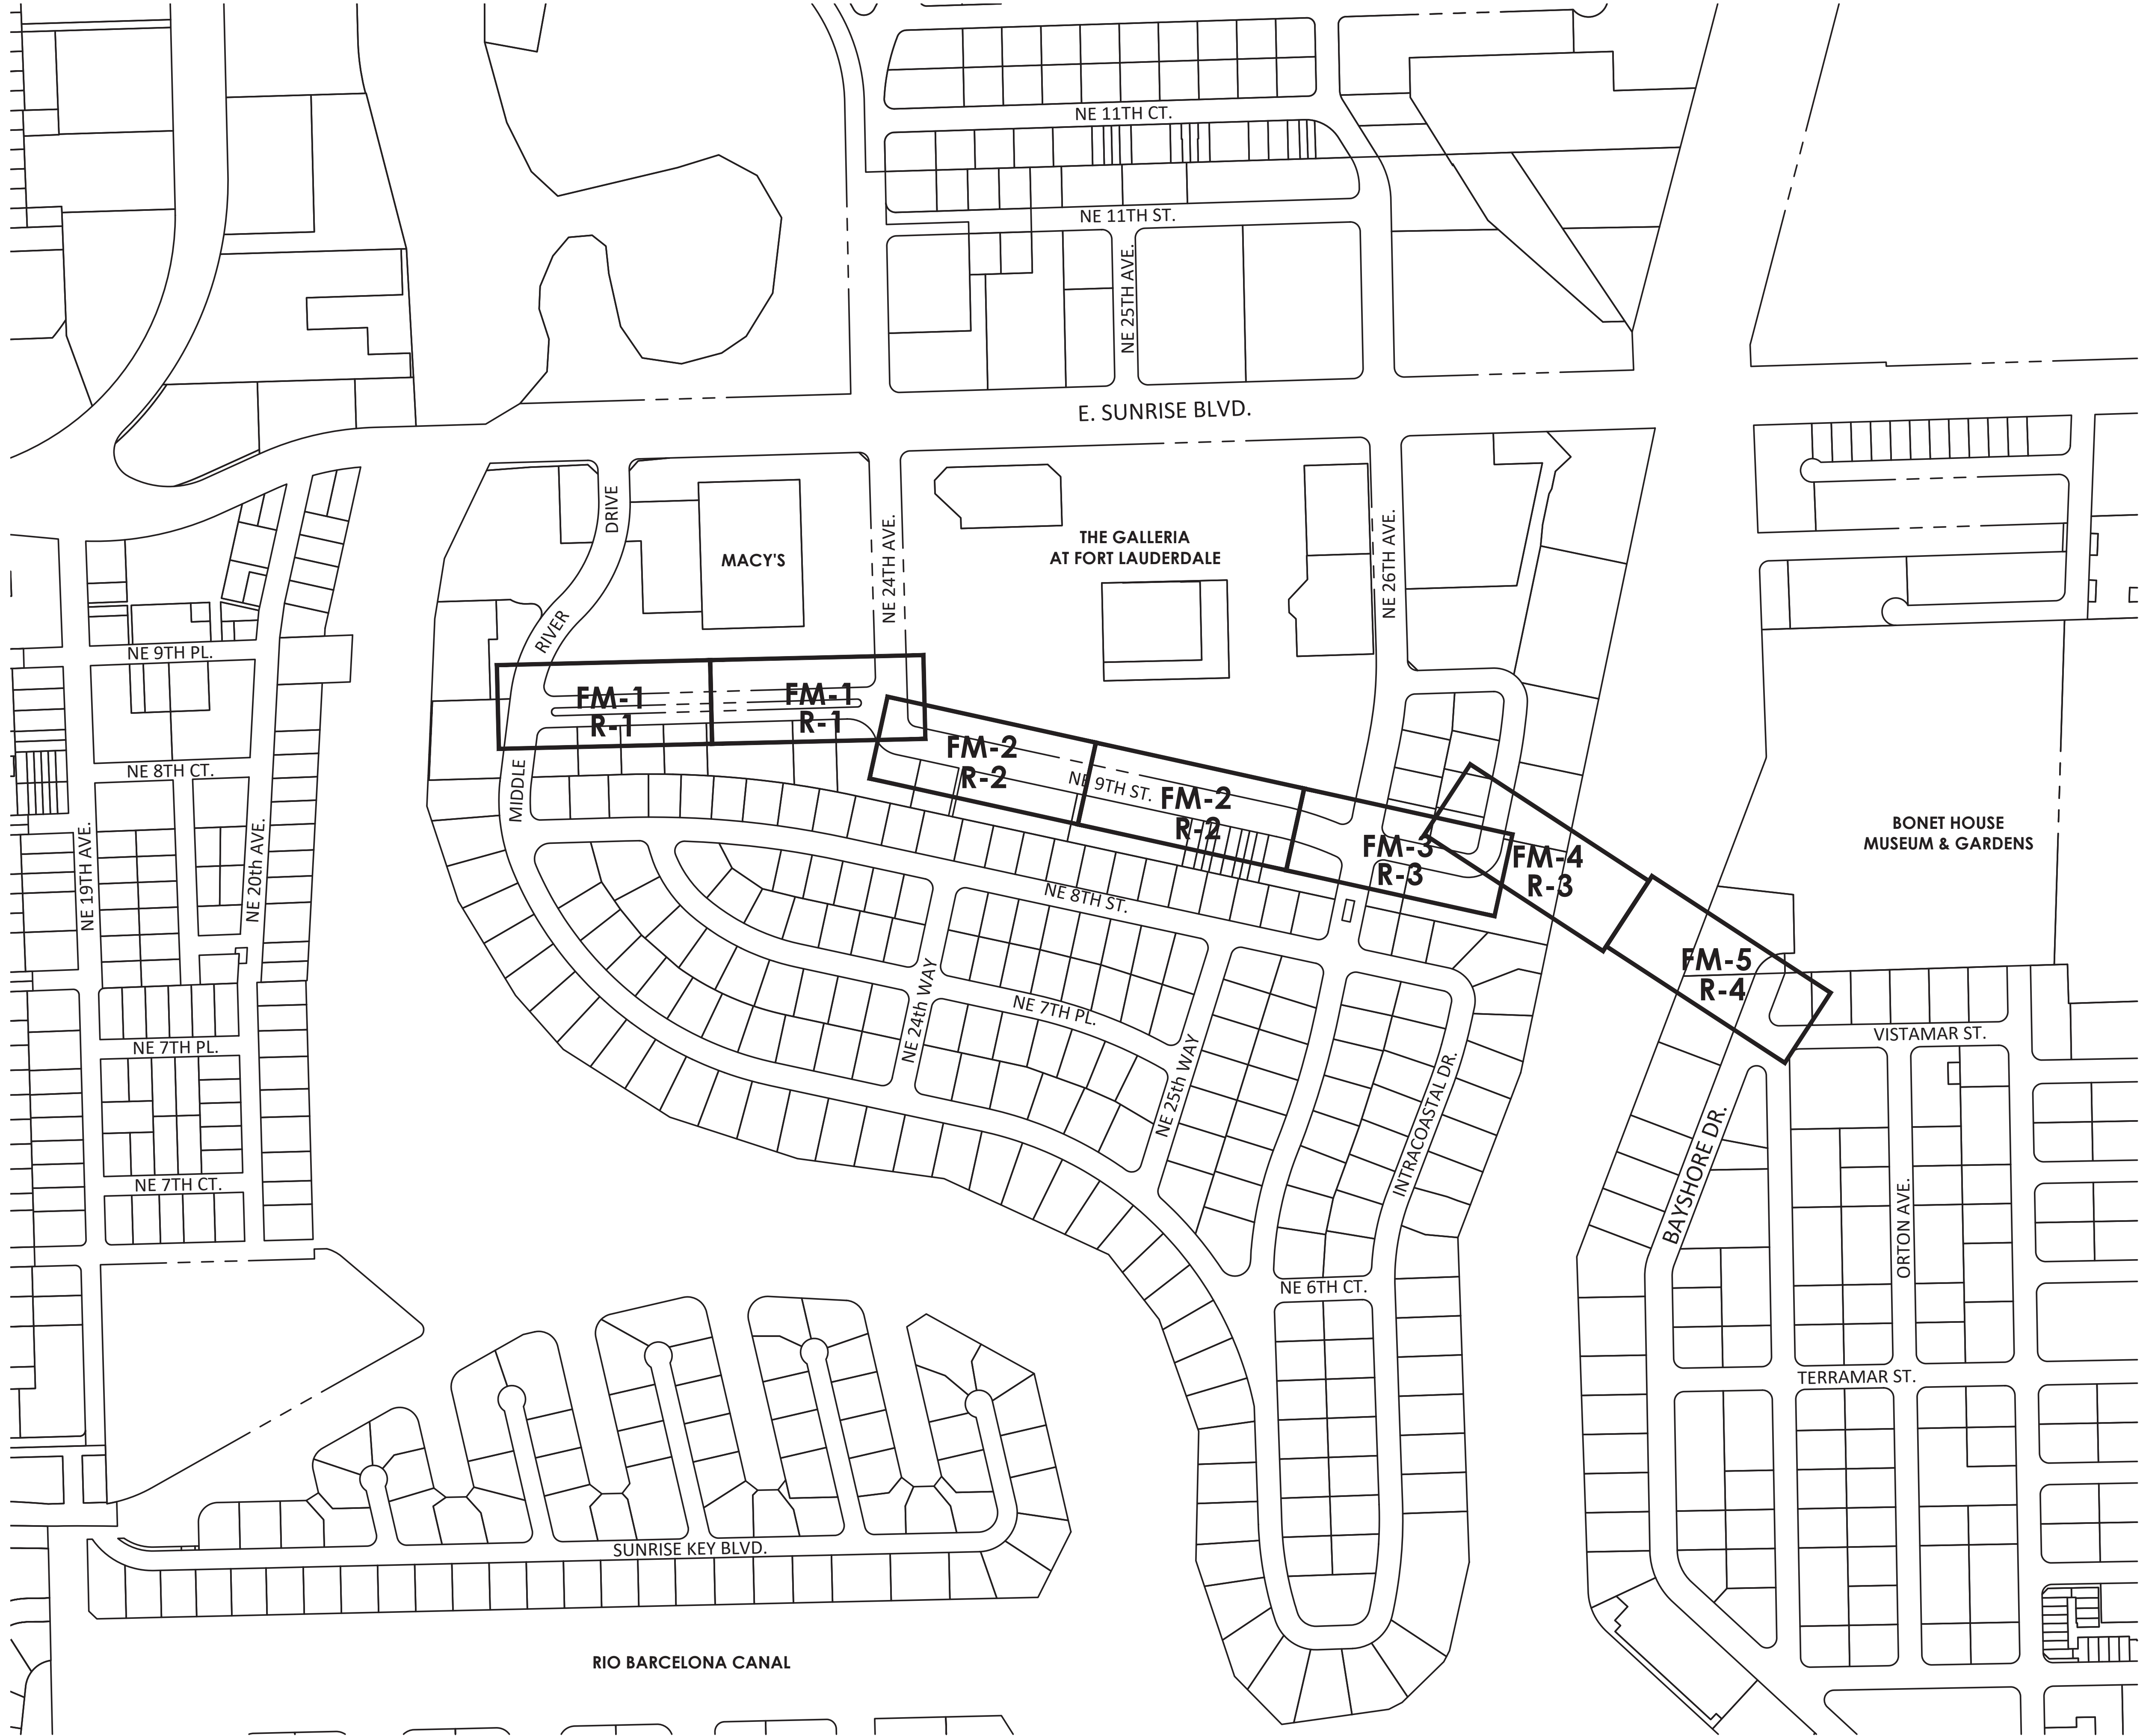 NE 11TH CT.
NE 11TH ST.
NE 25TH AVE.
E. SUNRISE BLVD.
DRIVE
RIVER
MIDDLE
MACY'S
NE 24TH AVE.
THE GALLERIA
AT FORT LAUDERDALE
NE 26TH AVE.
NE 9TH PL.
NE 8TH CT.
NE 19TH AVE.
NE 20th AVE.
FM-1
R-1
FM-1
R-1
FM-2
R-2
NE 9TH ST.
FM-2
R-2
FM-3
R-3
FM-4
R-3
FM-5
R-4
BONET HOUSE
MUSEUM & GARDENS
NE 8TH ST.
NE 24th WAY
NE 7TH PL.
NE 25th WAY
INTRACOASTAL DR.
VISTAMAR ST.
BAYSHORE DR.
ORTON AVE.
NE 7TH PL.
NE 7TH CT.
NE 6TH CT.
TERRAMAR ST.
SUNRISE KEY BLVD.
RIO BARCELONA CANAL